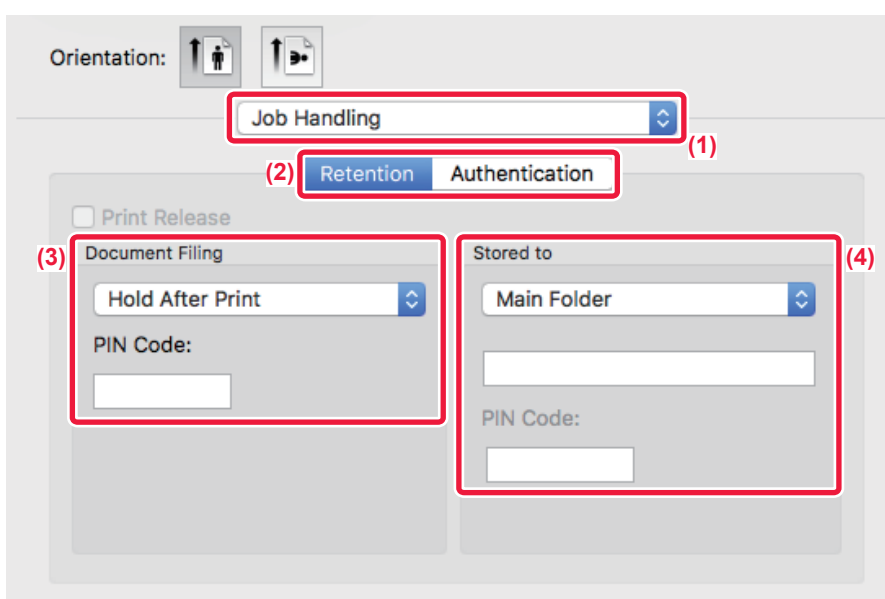 Orientation:
Job Handling
(1)
(2)
Retention Authentication
Print Release
(3)
Document Filing
Hold After Print
PIN Code:
Stored to
(4)
Main Folder
PIN Code: